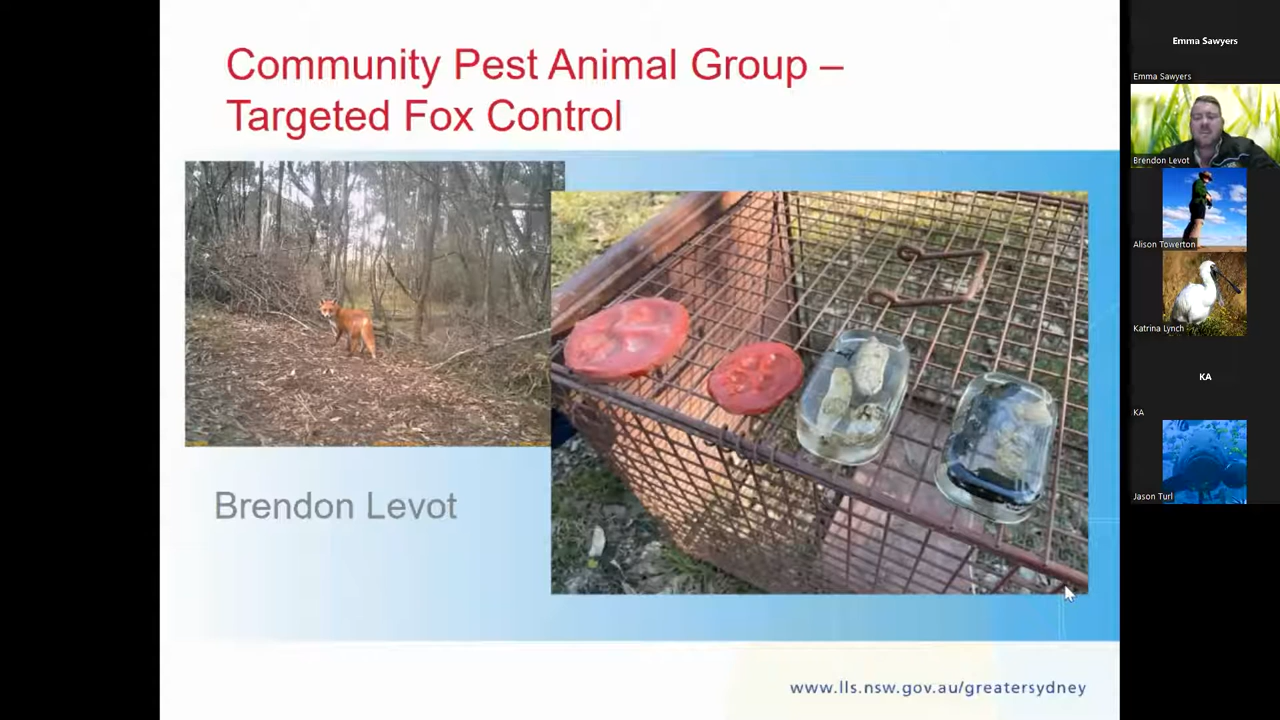 Community Pest Animal Group –
Targeted Fox Control
Brendon Levot
www.lls.nsw.gov.au/greatersydney
Emma Sawyers
Emma Sawyers
Brendon Levot
Alison Towerton
Katrina Lynch
KA
KA
Jason Turl